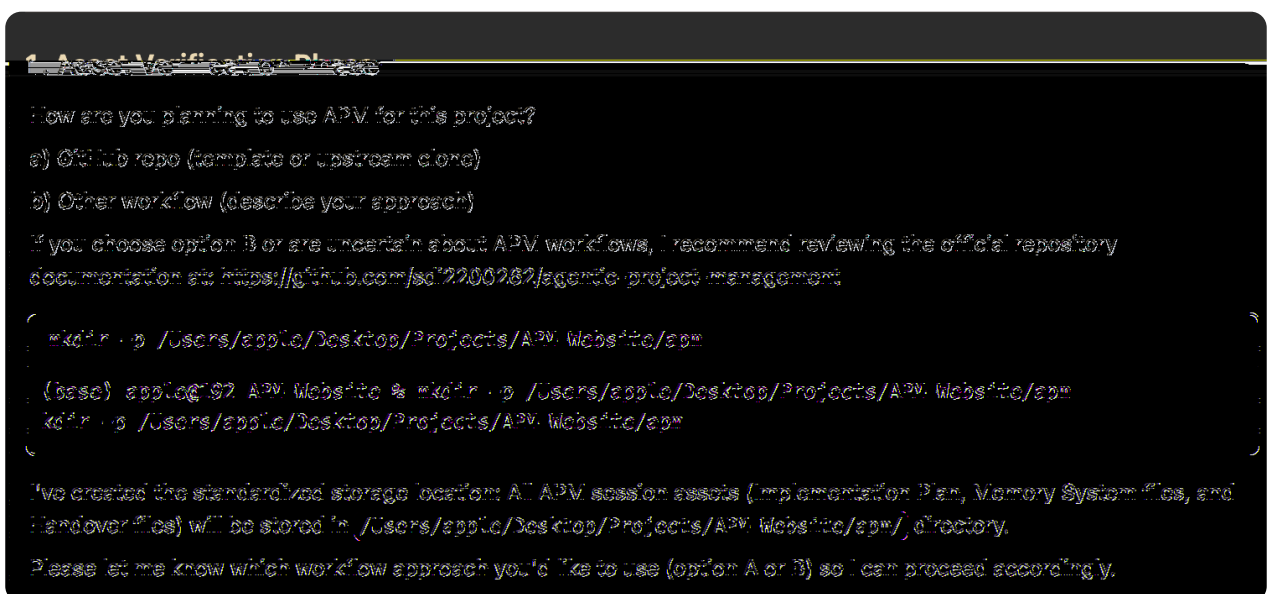 1. Asset Verification Phase
How are you planning to use APM for this project?
a) GitHub repo (template or upstream clone)
b) Other workflow (describe your approach)
If you choose option B or are uncertain about APM workflows, I recommend reviewing the official repository
documentation at: https://github.com/sdi2200262/agentic-project-management
mkdir -p /Users/apple/Desktop/Projects/APM-Website/apm
(base) apple@192 APM-Website % mkdir -p /Users/apple/Desktop/Projects/APM-Website/apm
kdir -p /Users/apple/Desktop/Projects/APM-Website/apm
I've created the standardized storage location: All APM session assets (Implementation Plan, Memory System files, and
Handover files) will be stored in /Users/apple/Desktop/Projects/APM-Website/apm/ directory.
Please let me know which workflow approach you'd like to use (option A or B) so I can proceed accordingly.